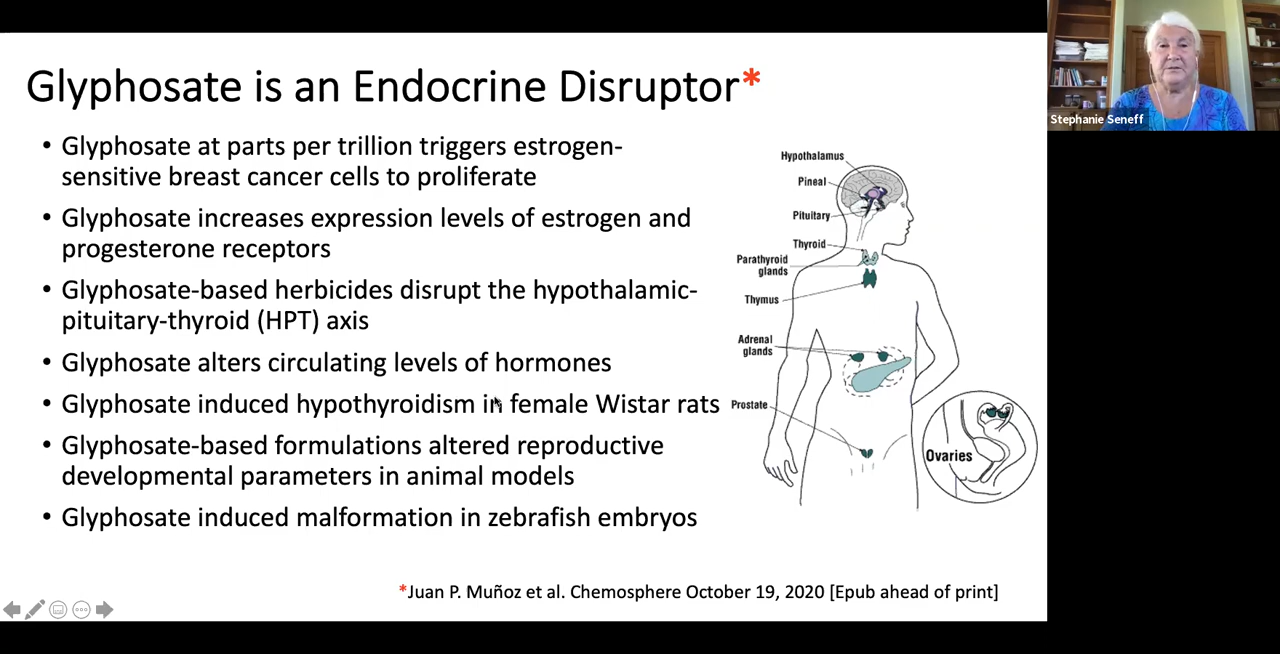 Glyphosate is an Endocrine Disruptor*
• Glyphosate at parts per trillion triggers estrogen-
sensitive breast cancer cells to proliferate
• Glyphosate increases expression levels of estrogen and
progesterone receptors
• Glyphosate-based herbicides disrupt the hypothalamic-
pituitary-thyroid (HPT) axis
• Glyphosate alters circulating levels of hormones
• Glyphosate induced hypothyroidism in female Wistar rats
• Glyphosate-based formulations altered reproductive
developmental parameters in animal models
• Glyphosate induced malformation in zebrafish embryos
Hypothalamus
Pineal
Pituitary
Thyroid
Parathyroid
glands
Thymus
Adrenal
glands
Prostate
Ovaries
*Juan P. Muñoz et al. Chemosphere October 19, 2020 [Epub ahead of print]
Stephanie Seneff